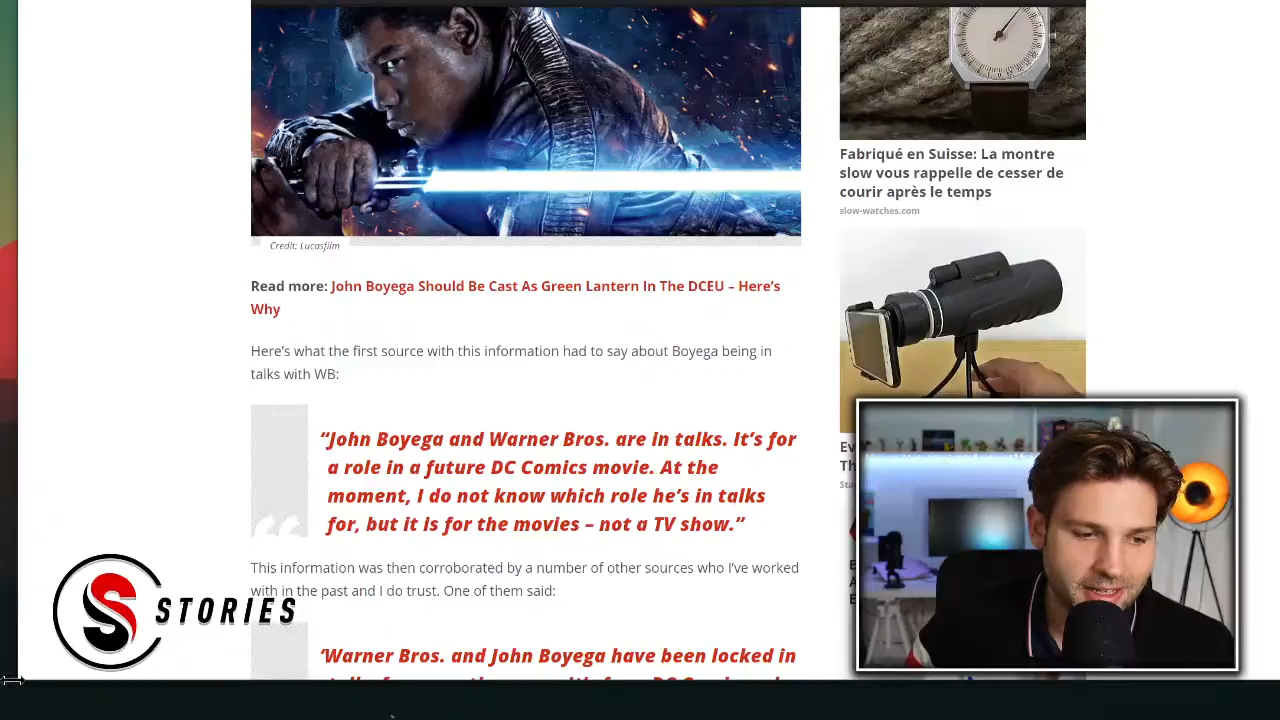 Credit: Lucasfilm
Read more: John Boyega Should Be Cast As Green Lantern In The DCEU – Here's
Why
Here's what the first source with this information had to say about Boyega being in
talks with WB:
“John Boyega and Warner Bros. are in talks. It's for
a role in a future DC Comics movie. At the
moment, I do not know which role he's in talks
for, but it is for the movies – not a TV show.”
This information was then corroborated by a number of other sources who I've worked
with in the past and I do trust. One of them said:
‘Warner Bros. and John Boyega have been locked in
Fabriqué en Suisse: La montre
slow vous rappelle de cesser de
courir après le temps
slow-watches.com
S STORIES